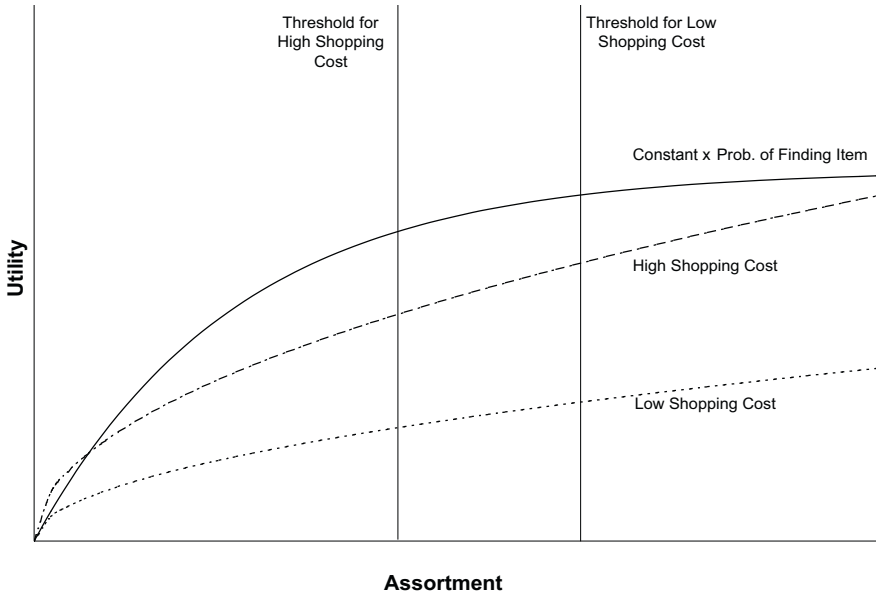 Threshold for
High Shopping
Cost
Threshold for Low
Shopping Cost
Constant x Prob. of Finding Item
High Shopping Cost
Low Shopping Cost
Utility
Assortment